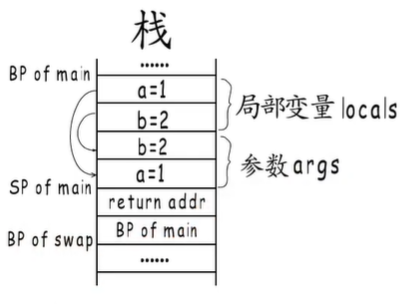 栈
······
BP of main
a=1
b=2
局部变量 locals
b=2
a=1
参数 args
SP of main
return addr
BP of swap
BP of main
······